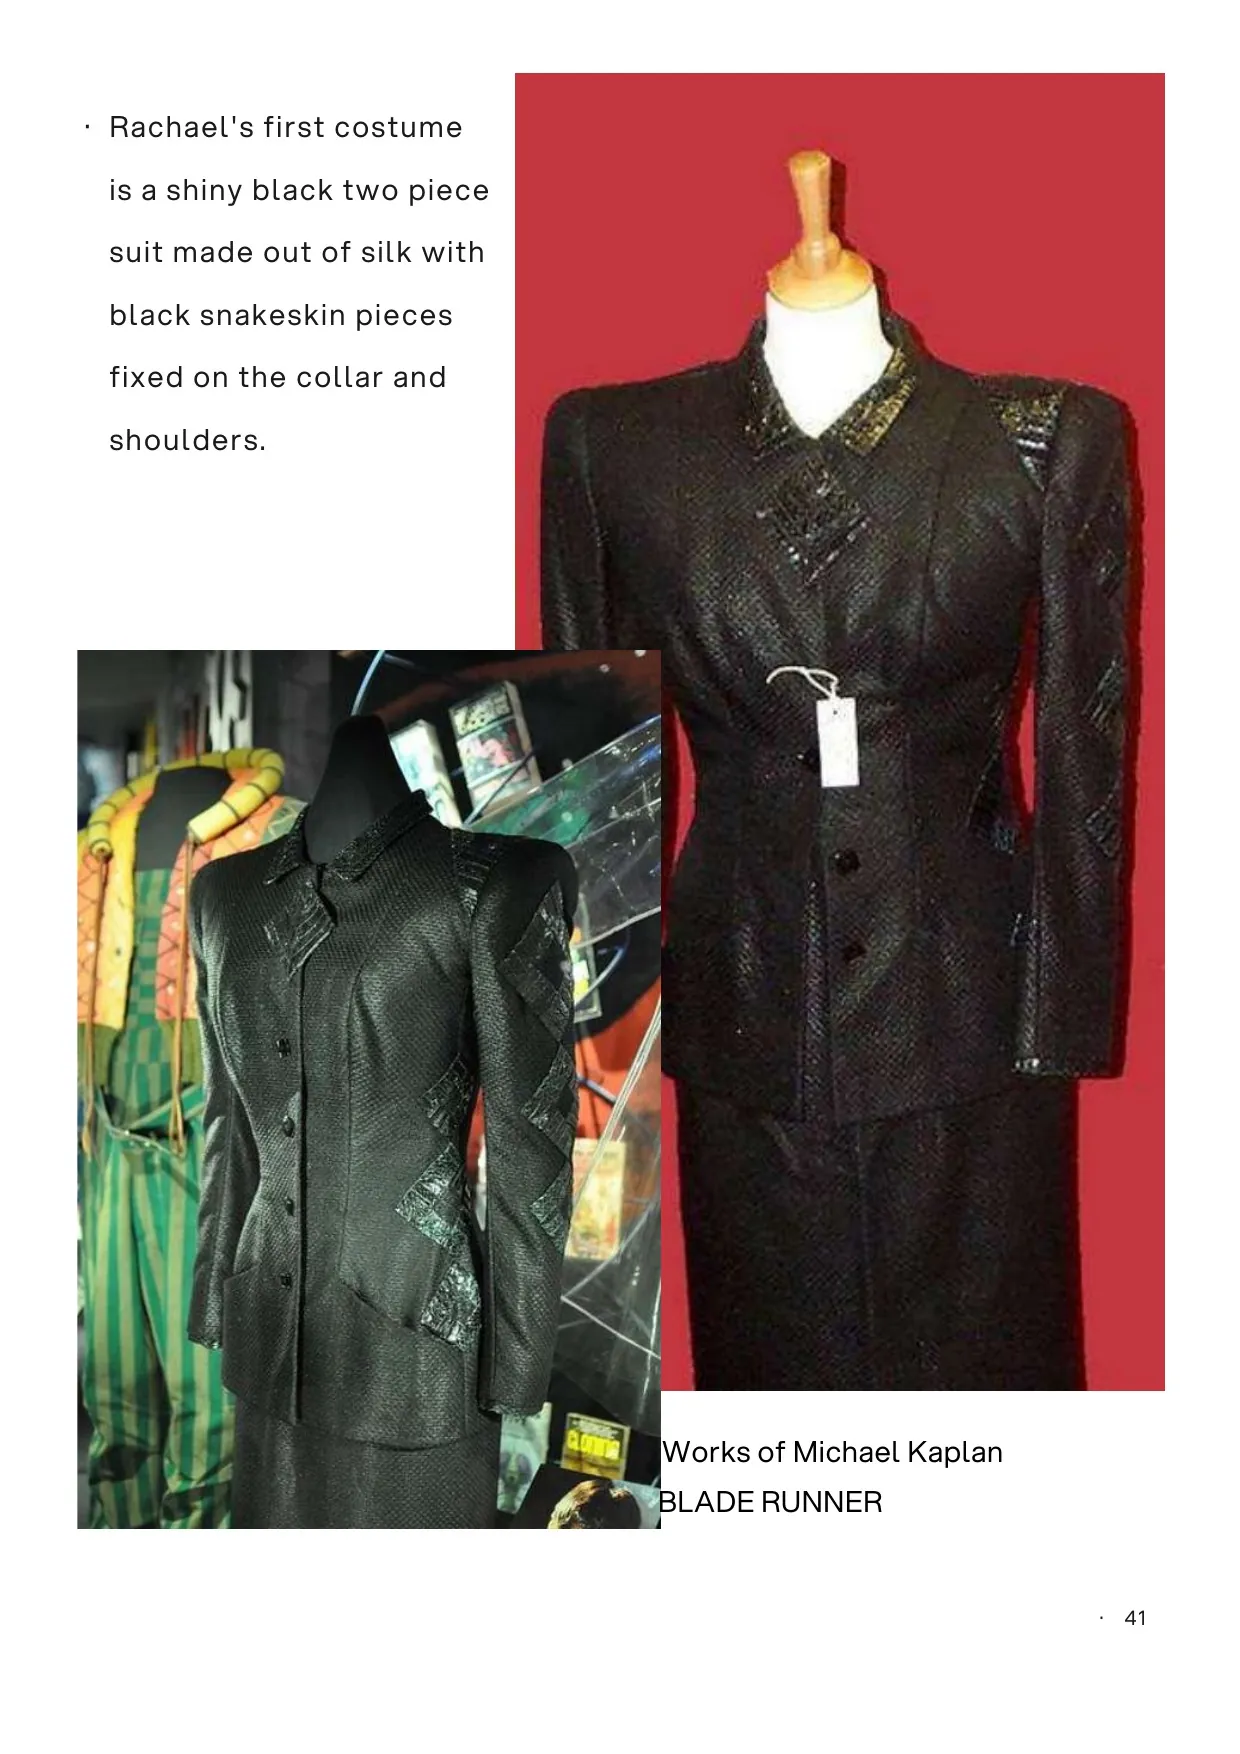 · Rachael's first costume
is a shiny black two piece
suit made out of silk with
black snakeskin pieces
fixed on the collar and
shoulders.
CLONING
Works of Michael Kaplan
BLADE RUNNER
· 41